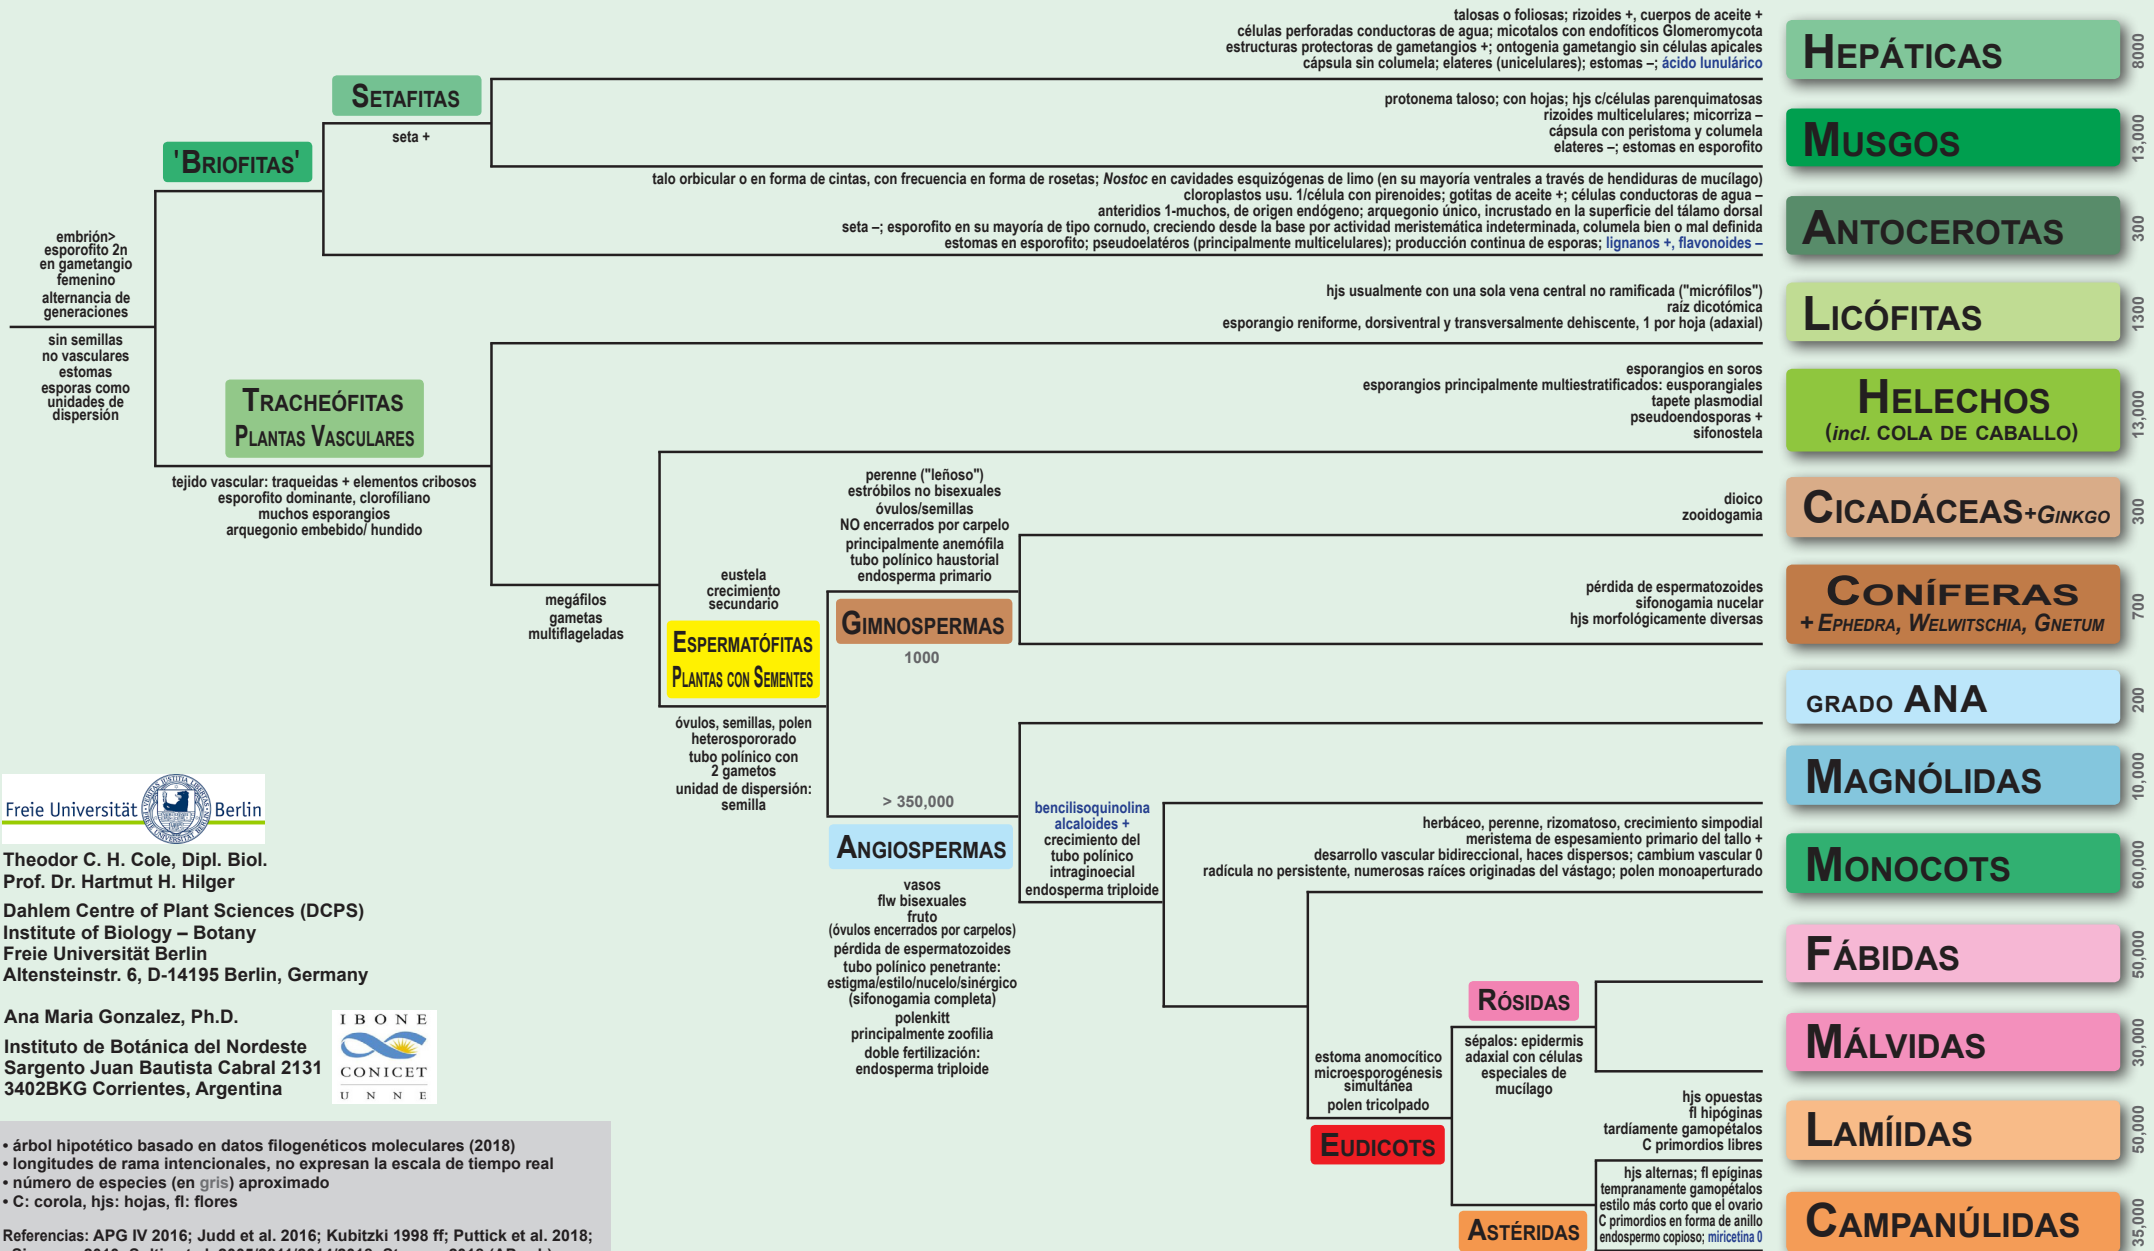 talosas o foliosas; rizoides +, cuerpos de aceite +
células perforadas conductoras de agua; micotalos con endofíticos Glomeromycota
estructuras protectoras de gametangios +; ontogenia gametangio sin células apicales
cápsula sin columela; elateres (unicelulares); estomas –; ácido lunulárico
HEPÁTICAS
8000
SETAFITAS
seta +
protonema taloso; con hojas; hjs c/células parenquimatosas
rizoides multicelulares; micorriza –
cápsula con peristoma y columela
elateres –; estomas en esporofito
MUSGOS
13,000
'BRIOFITAS'
talo orbicular o en forma de cintas, con frecuencia en forma de rosetas; Nostoc en cavidades esquizógenas de limo (en su mayoría ventrales a través de hendiduras de mucílago)
cloroplastos usu. 1/célula con pirenoides; gotitas de aceite +; células conductoras de agua –
anteridios 1-muchos, de origen endógeno; arquegonio único, incrustado en la superficie del tálamo dorsal
seta –; esporofito en su mayoría de tipo cornudo, creciendo desde la base por actividad meristemática indeterminada, columela bien o mal definida
estomas en esporofito; pseudoelatéros (principalmente multicelulares); producción continua de esporas; lignanos +, flavonoides –
ANTOCEROTAS
300
embrión>
esporofito 2n
en gametangio
femenino
alternancia de
generaciones
sin semillas
no vasculares
estomas
esporas como
unidades de
dispersión
hjs usualmente con una sola vena central no ramificada ("micrófilos")
raíz dicotómica
esporangio reniforme, dorsiventral y transversalmente dehiscente, 1 por hoja (adaxial)
LICÓFITAS
1300
TRACHEÓFITAS
PLANTAS VASCULARES
tejido vascular: traqueidas + elementos cribosos
esporofito dominante, clorofíliano
muchos esporangios
arquegonio embebido/ hundido
esporangios en soros
esporangios principalmente multiestratificados: eusporangiales
tapete plasmodial
pseudoendosporas +
sifonostela
HELECHOS
(incl. COLA DE CABALLO)
13,000
megáfilos
gametas
multiflageladas
perenne ("leñoso")
estróbilos no bisexuales
óvulos/semillas
NO encerrados por carpelo
principalmente anemófila
tubo polínico haustorial
endosperma primario
GIMNOSPERMAS
1000
dioico
zooidogamia
CICADÁCEAS+GINKGO
300
pérdida de espermatozoides
sifonogamia nucelar
hjs morfológicamente diversas
CONÍFERAS
+ EPHEDRA, WELWITSCHIA, GNETUM
700
eustela
crecimiento
secundario
ESPERMATÓFITAS
PLANTAS CON SEMENTES
óvulos, semillas, polen
heterospororado
tubo polínico con
2 gametos
unidad de dispersión:
semilla
GRADO ANA
200
MAGNÓLIDAS
10,000
> 350,000
ANGIOSPERMAS
vasos
flw bisexuales
fruto
(óvulos encerrados por carpelos)
pérdida de espermatozoides
tubo polínico penetrante:
estigma/estilo/nucelo/sinérgico
(sifonogamia completa)
polenkitt
principalmente zoofilia
doble fertilización:
endosperma triploide
bencilisoquinolina
alcaloides +
crecimiento del
tubo polínico
intraginoecial
endosperma triploide
herbáceo, perenne, rizomatoso, crecimiento simpodial
meristema de espesamiento primario del tallo +
desarrollo vascular bidireccional, haces dispersos; cambium vascular 0
radícula no persistente, numerosas raíces originadas del vástago; polen monoaperturado
MONOCOTS
60,000
FÁBIDAS
50,000
RÓSIDAS
sépalos: epidermis
adaxial con células
especiales de
mucílago
MÁLVIDAS
30,000
estoma anomocítico
microesporogénesis
simultánea
polen tricolpado
EUDICOTS
hjs opuestas
fl hipóginas
tardíamente gamopétalos
C primordios libres
LAMÍIDAS
50,000
ASTÉRIDAS
hjs alternas; fl epíginas
tempranamente gamopétalos
estilo más corto que el ovario
C primordios en forma de anillo
endospermo copioso; miricetina 0
CAMPANÚLIDAS
35,000
Freie Universität Berlin
Theodor C. H. Cole, Dipl. Biol.
Prof. Dr. Hartmut H. Hilger
Dahlem Centre of Plant Sciences (DCPS)
Institute of Biology – Botany
Freie Universität Berlin
Altensteinstr. 6, D-14195 Berlin, Germany
Ana Maria Gonzalez, Ph.D.
Instituto de Botánica del Nordeste
Sargento Juan Bautista Cabral 2131
3402BKG Corrientes, Argentina
IBONE
CONICET
UNNE
• árbol hipotético basado en datos filogenéticos moleculares (2018)
• longitudes de rama intencionales, no expresan la escala de tiempo real
• número de especies (en gris) aproximado
• C: corola, hjs: hojas, fl: flores
Referencias: APG IV 2016; Judd et al. 2016; Kubitzki 1998 ff; Puttick et al. 2018;